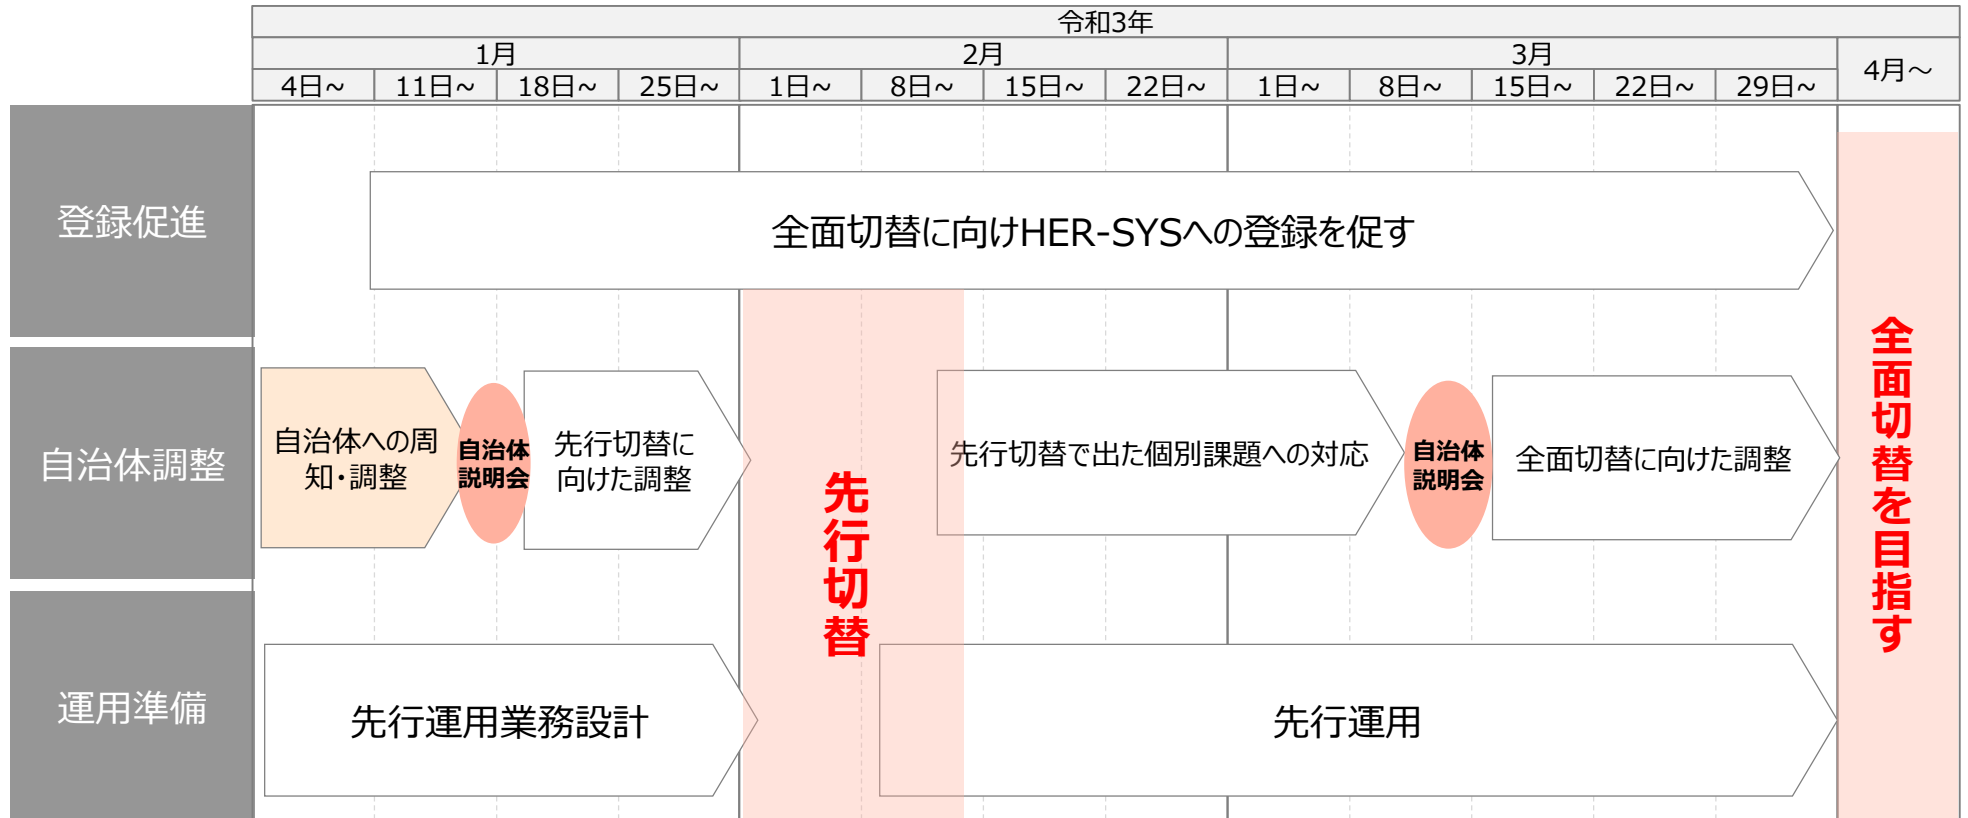 令和3年
1月
2月
3月
4月～
4日~
11日~
18日~
25日~
1日~
8日~
15日~
22日~
1日~
8日~
15日~
22日~
29日~
登録促進
全面切替に向けHER-SYSへの登録を促す
自治体調整
自治体への周
知・調整
自治体
説明会
先行切替に
向けた調整
先行切替
先行切替で出た個別課題への対応
自治体
説明会
全面切替に向けた調整
全面切替を目指す
運用準備
先行運用業務設計
先行運用